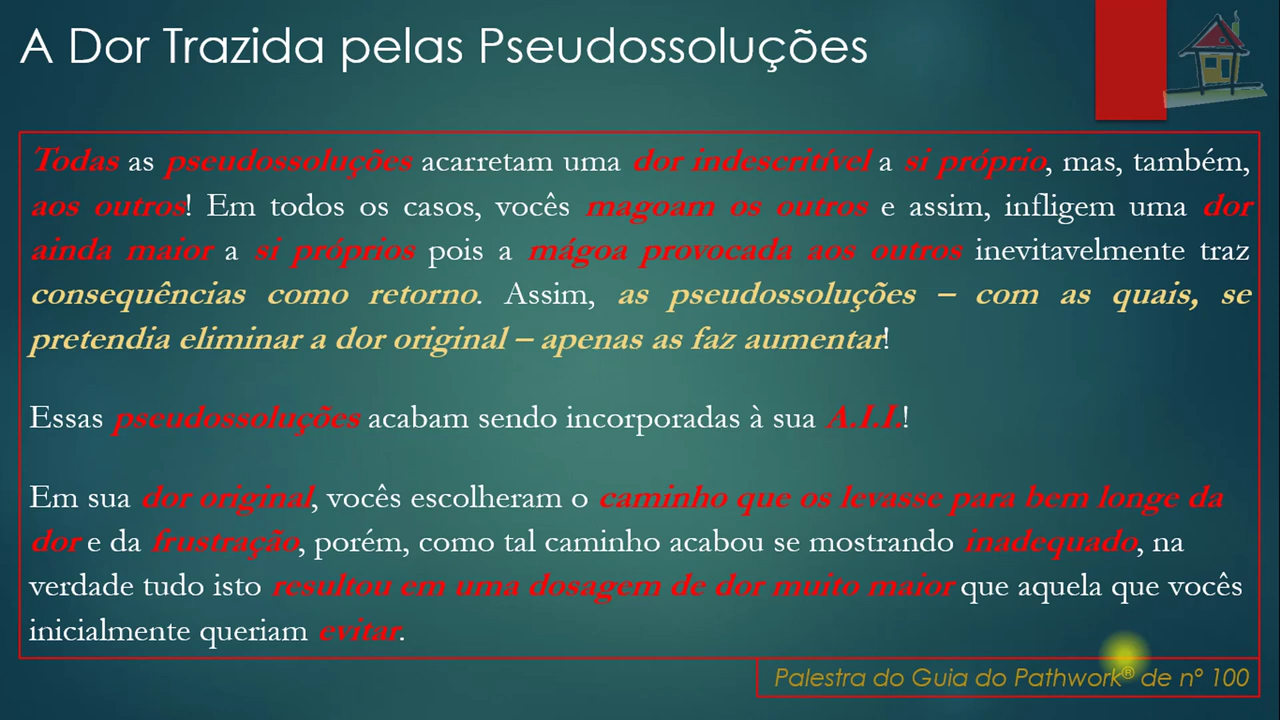 A Dor Trazida pelas Pseudossoluções
Todas as pseudossoluções acarretam uma dor indescritível a si próprio, mas, também,
aos outros! Em todos os casos, vocês magoam os outros e assim, infligem uma dor
ainda maior a si próprios pois a mágoa provocada aos outros inevitavelmente traz
consequências como retorno. Assim, as pseudossoluções – com as quais, se
pretendia eliminar a dor original – apenas as faz aumentar!
Essas pseudossoluções acabam sendo incorporadas à sua A.I.I.!
Em sua dor original, vocês escolheram o caminho que os levasse para bem longe da
dor e da frustração, porém, como tal caminho acabou se mostrando inadequado, na
verdade tudo isto resultou em uma dosagem de dor muito maior que aquela que vocês
inicialmente queriam evitar.
Palestra do Guia do Pathwork® de nº 100